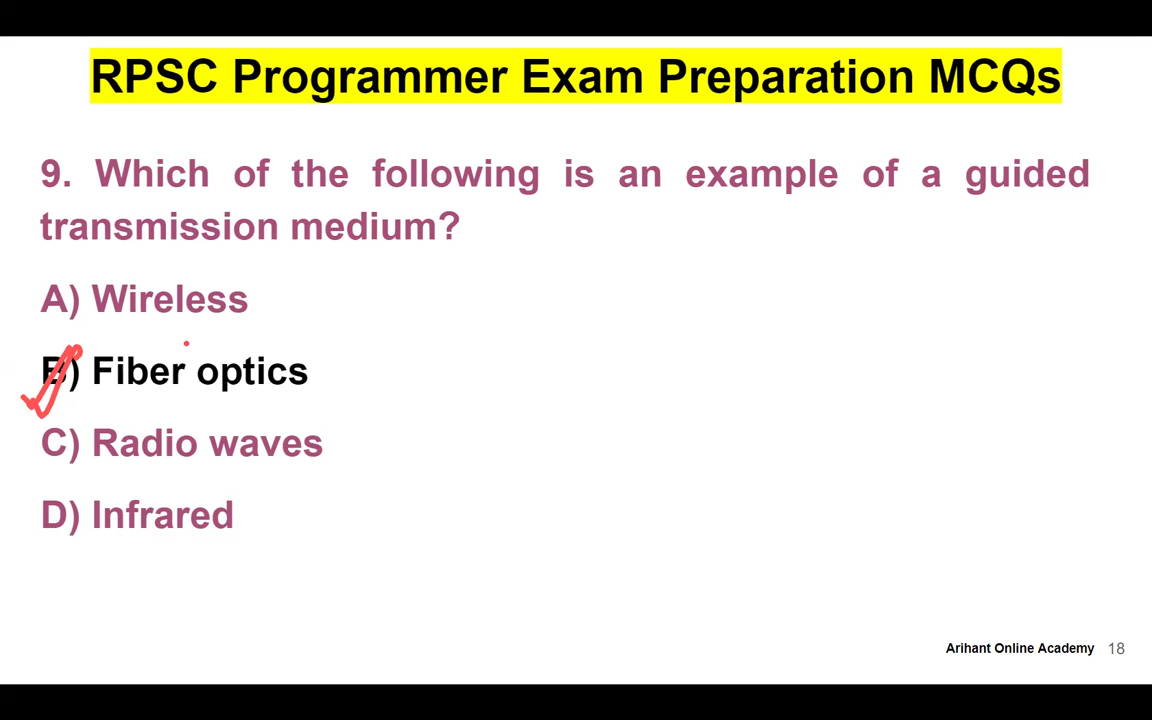 RPSC Programmer Exam Preparation MCQs
9. Which of the following is an example of a guided
transmission medium?
A) Wireless
B) Fiber optics
C) Radio waves
D) Infrared
Arihant Online Academy 18